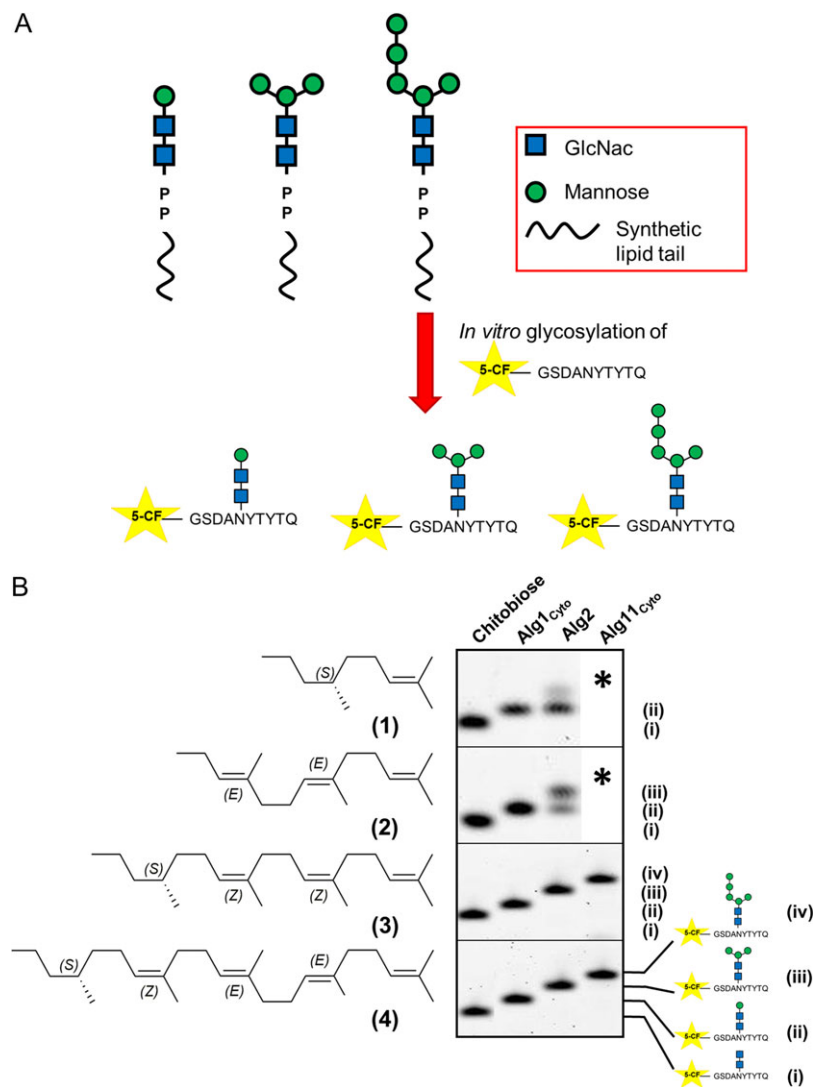 A
P
P
P
P
P
P
GlcNac
Mannose
Synthetic
lipid tail
In vitro glycosylation of
5-CF GSDANYTYTQ
5-CF GSDANYTYTQ
5-CF GSDANYTYTQ
5-CF GSDANYTYTQ
B
Chitobiose
Alg1Cyto
Alg2
Alg11Cyto
(S)
(1)
*
(ii)
(i)
(E)
(E)
(2)
*
(iii)
(ii)
(i)
(S)
(Z)
(Z)
(3)
(iv)
(iii)
(ii)
(i)
(S)
(Z)
(E)
(E)
(4)
5-CF GSDANYTYTQ (iv)
5-CF GSDANYTYTQ (iii)
5-CF GSDANYTYTQ (ii)
5-CF GSDANYTYTQ (i)